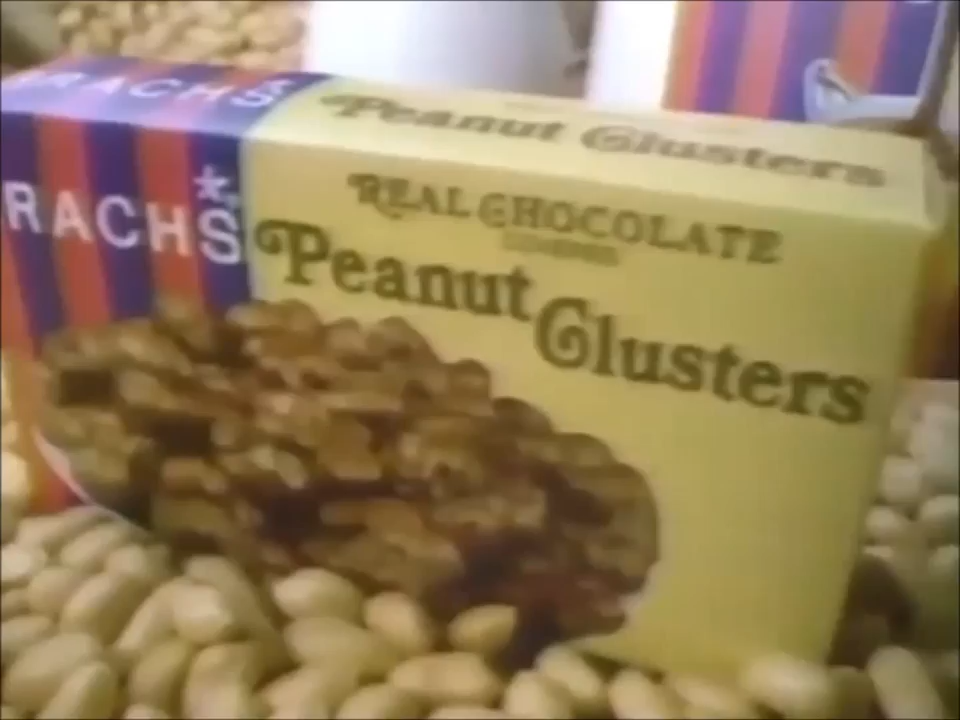 RACHS
Peanut Clusters
RACHS
REAL CHOCOLATE
Peanut
Clusters